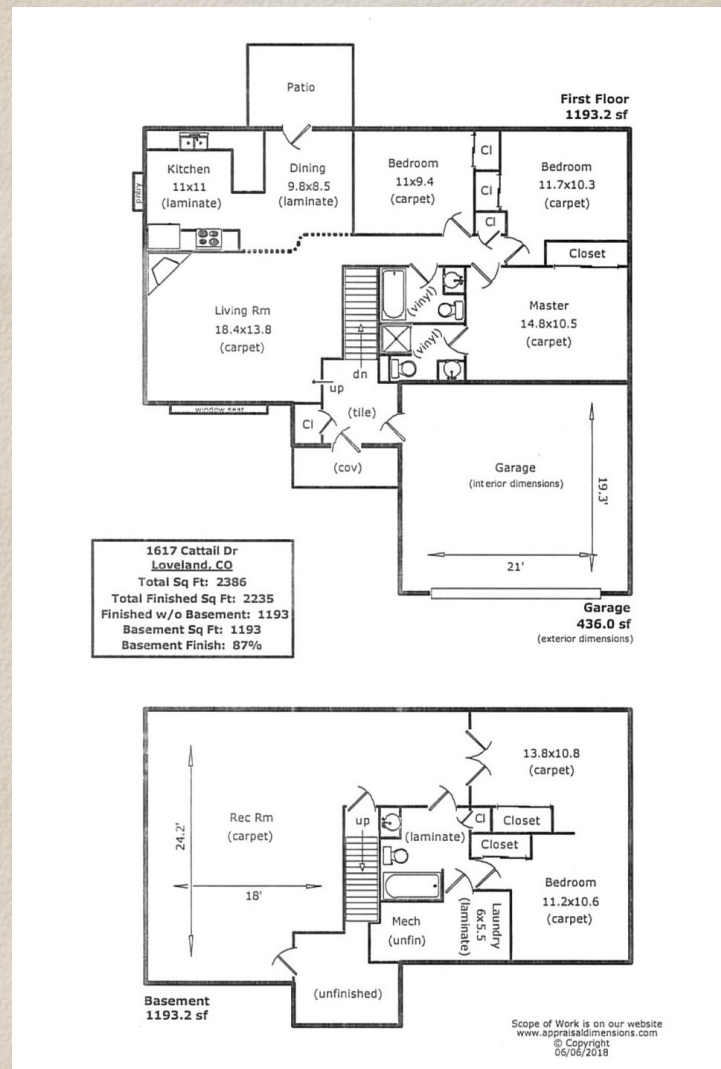 Patio
First Floor
1193.2 sf
Kitchen
11x11
(laminate)
pntry
Dining
9.8x8.5
(laminate)
Bedroom
11x9.4
(carpet)
Cl
Cl
Cl
Bedroom
11.7x10.3
(carpet)
Closet
Living Rm
18.4x13.8
(carpet)
(vinyl)
(vinyl)
Master
14.8x10.5
(carpet)
dn
up
window seat
Cl
(tile)
(cov)
Garage
(interior dimensions)
19.3'
21'
Garage
436.0 sf
(exterior dimensions)
1617 Cattail Dr
Loveland, CO
Total Sq Ft: 2386
Total Finished Sq Ft: 2235
Finished w/o Basement: 1193
Basement Sq Ft: 1193
Basement Finish: 87%
13.8x10.8
(carpet)
Rec Rm
(carpet)
24.2'
18'
up
(laminate)
Cl
Closet
Closet
Bedroom
11.2x10.6
(carpet)
Laundry
6x5.5
(laminate)
Mech
(unfin)
(unfinished)
Basement
1193.2 sf
Scope of Work is on our website
www.appraisaldimensions.com
© Copyright
06/06/2018